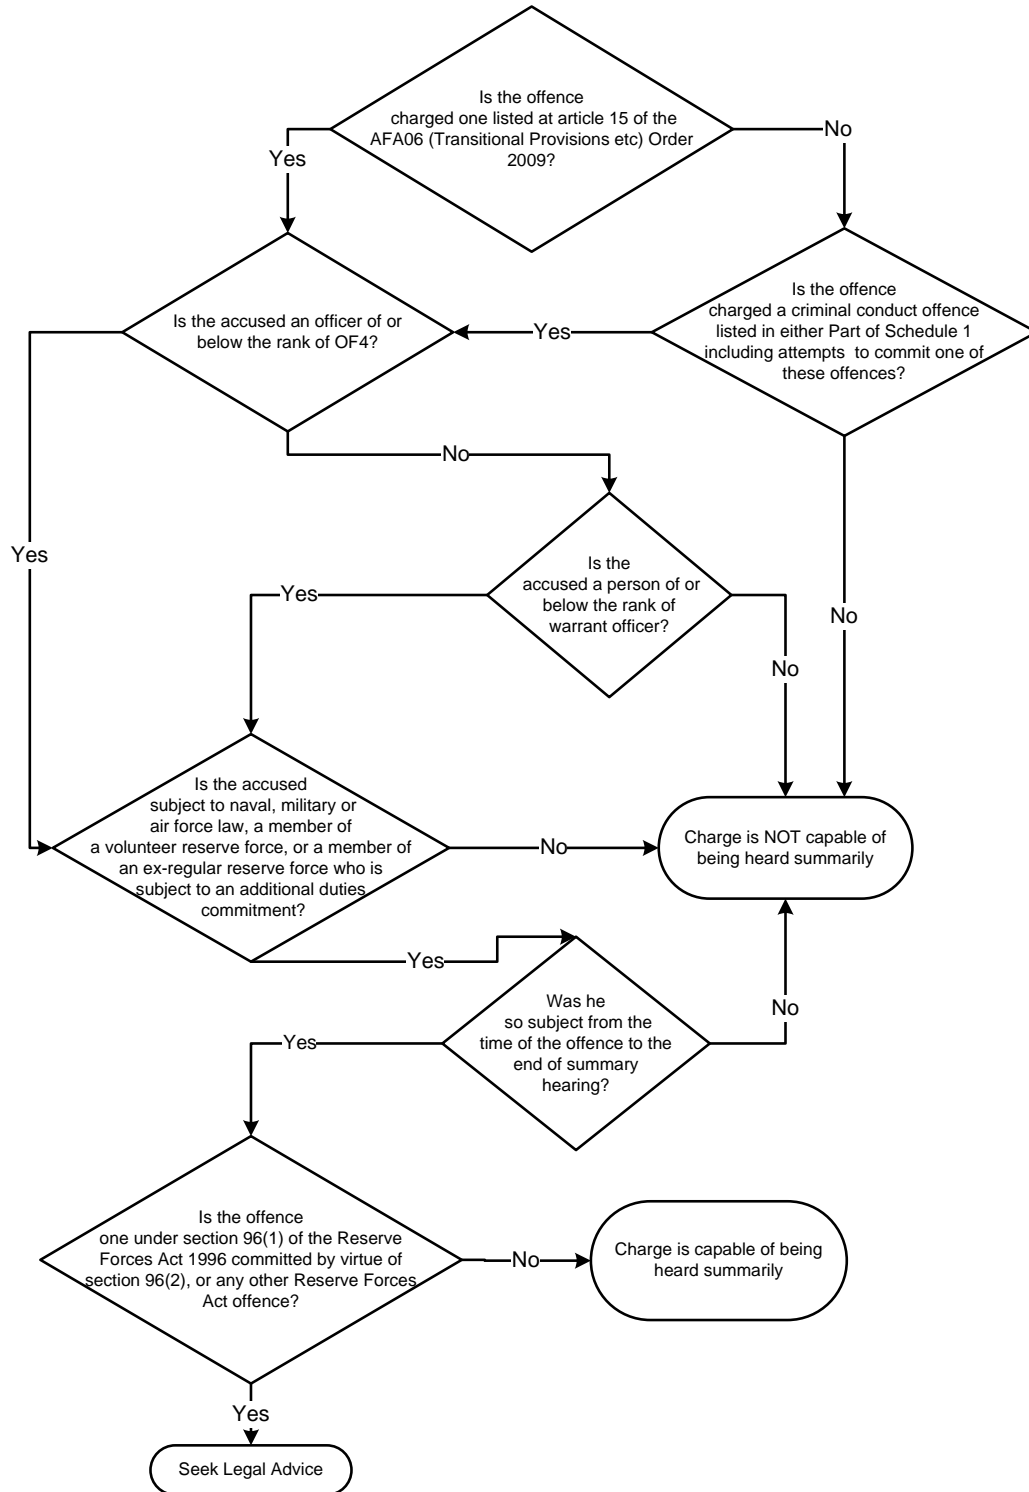 Is the offence
charged one listed at article 15 of the
AFA06 (Transitional Provisions etc) Order
2009?
No
Yes
Is the offence
charged a criminal conduct offence
listed in either Part of Schedule 1
including attempts to commit one of
these offences?
Is the accused an officer of or
below the rank of OF4?
Yes
No
Yes
Is the
accused a person of or
below the rank of
warrant officer?
Yes
No
No
Is the accused
subject to naval, military or
air force law, a member of
a volunteer reserve force, or a member of
an ex-regular reserve force who is
subject to an additional duties
commitment?
No
Charge is NOT capable of
being heard summarily
Yes
Was he
so subject from the
time of the offence to the
end of summary
hearing?
No
Yes
Is the offence
one under section 96(1) of the Reserve
Forces Act 1996 committed by virtue of
section 96(2), or any other Reserve Forces
Act offence?
No
Charge is capable of being
heard summarily
Yes
Seek Legal Advice